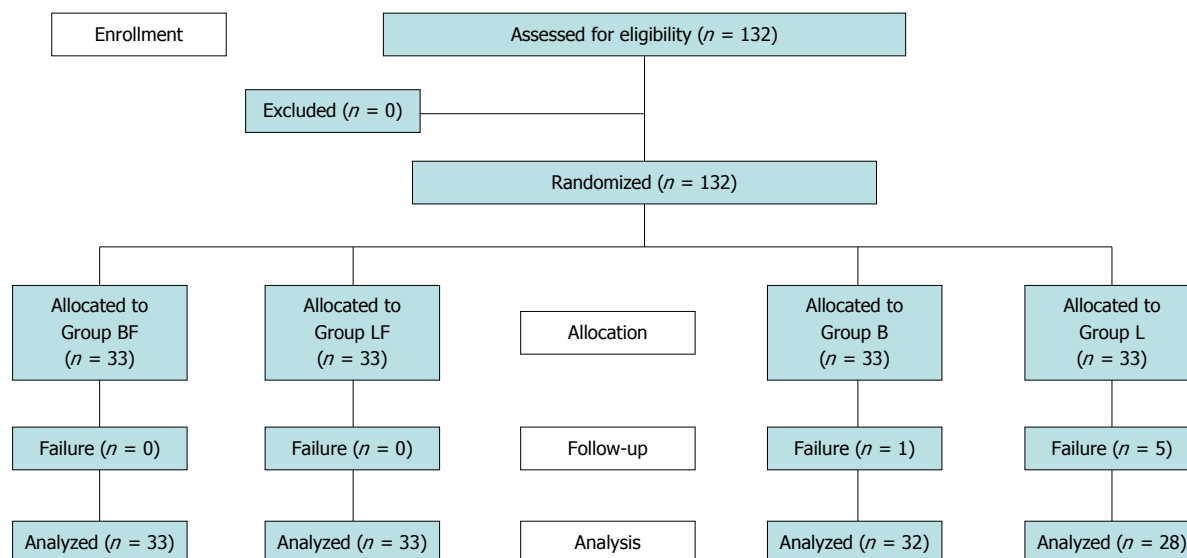 Enrollment
Assessed for eligibility (n = 132)
Excluded (n = 0)
Randomized (n = 132)
Allocated to
Group BF
(n = 33)
Allocated to
Group LF
(n = 33)
Allocation
Allocated to
Group B
(n = 33)
Allocated to
Group L
(n = 33)
Failure (n = 0)
Failure (n = 0)
Follow-up
Failure (n = 1)
Failure (n = 5)
Analyzed (n = 33)
Analyzed (n = 33)
Analysis
Analyzed (n = 32)
Analyzed (n = 28)